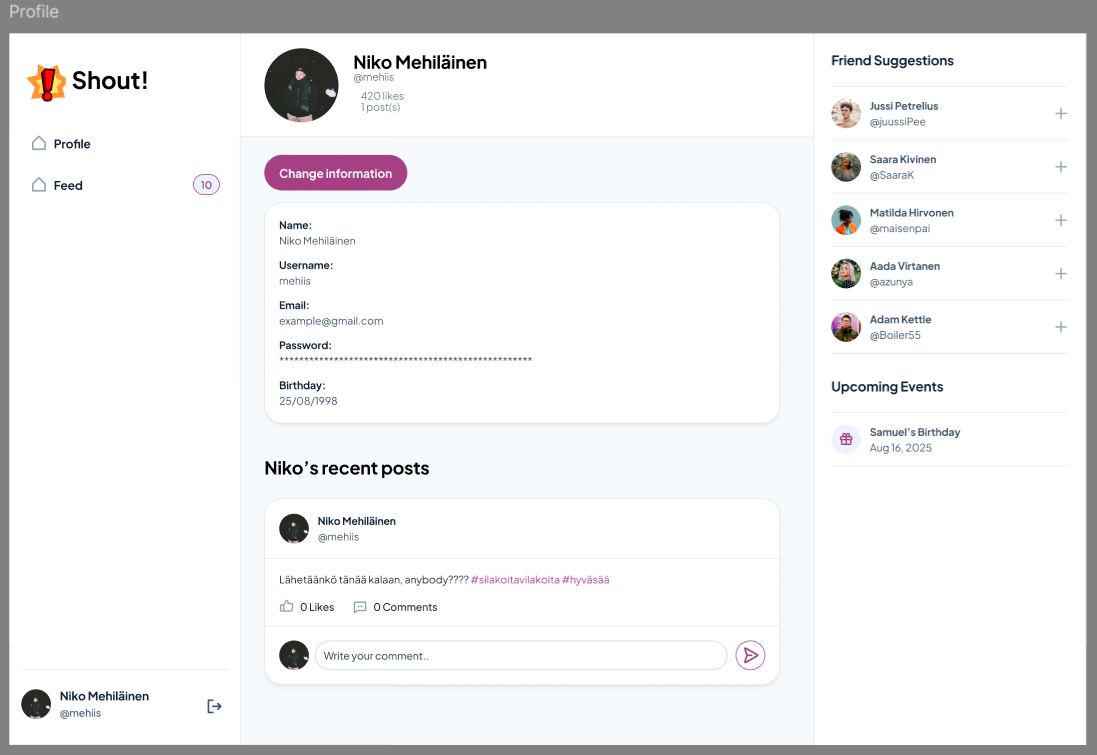 Profile
Shout!
Profile
Feed
10
Niko Mehiläinen
@mehiis
Niko Mehiläinen
@mehiis
420 likes
1 post(s)
Change information
Name:
Niko Mehiläinen
Username:
mehiis
Email:
example@gmail.com
Password:
***************************************************
Birthday:
25/08/1998
Niko's recent posts
Niko Mehiläinen
@mehiis
Lähetäänkö tänää kalaan, anybody???? #silakoitavilakoita #hyväsää
0 Likes
0 Comments
Write your comment..
Friend Suggestions
Jussi Petrelius
@juussiPee
Saara Kivinen
@SaaraK
Matilda Hirvonen
@maisenpai
Aada Virtanen
@azunya
Adam Kettle
@Boiler55
Upcoming Events
Samuel's Birthday
Aug 16, 2025